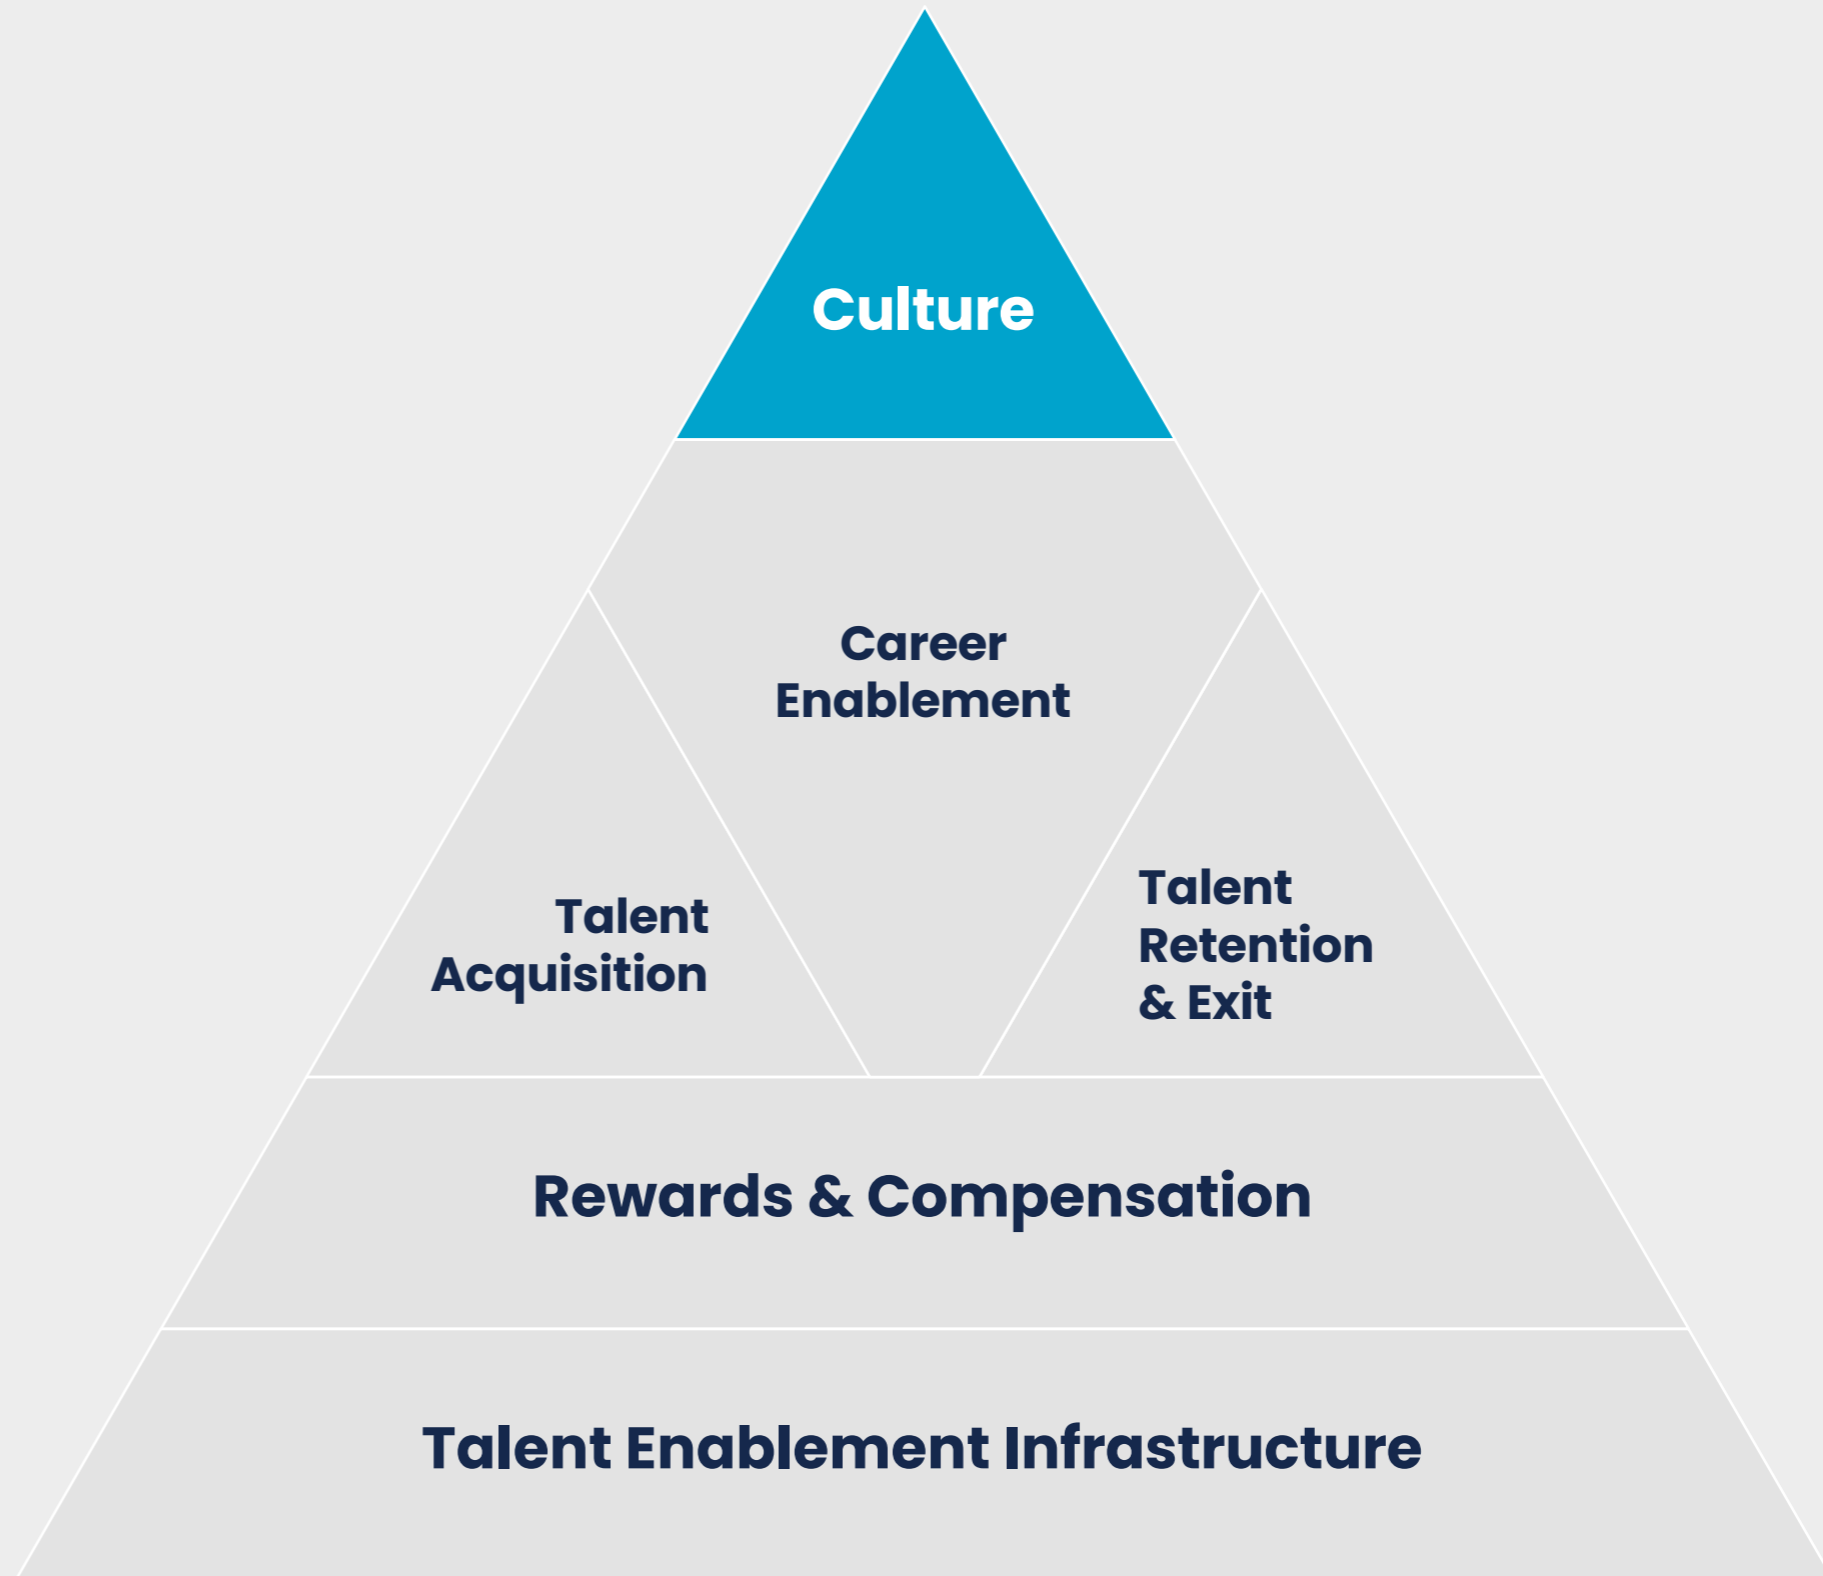 Culture
Career
Enablement
Talent
Acquisition
Talent
Retention
& Exit
Rewards & Compensation
Talent Enablement Infrastructure